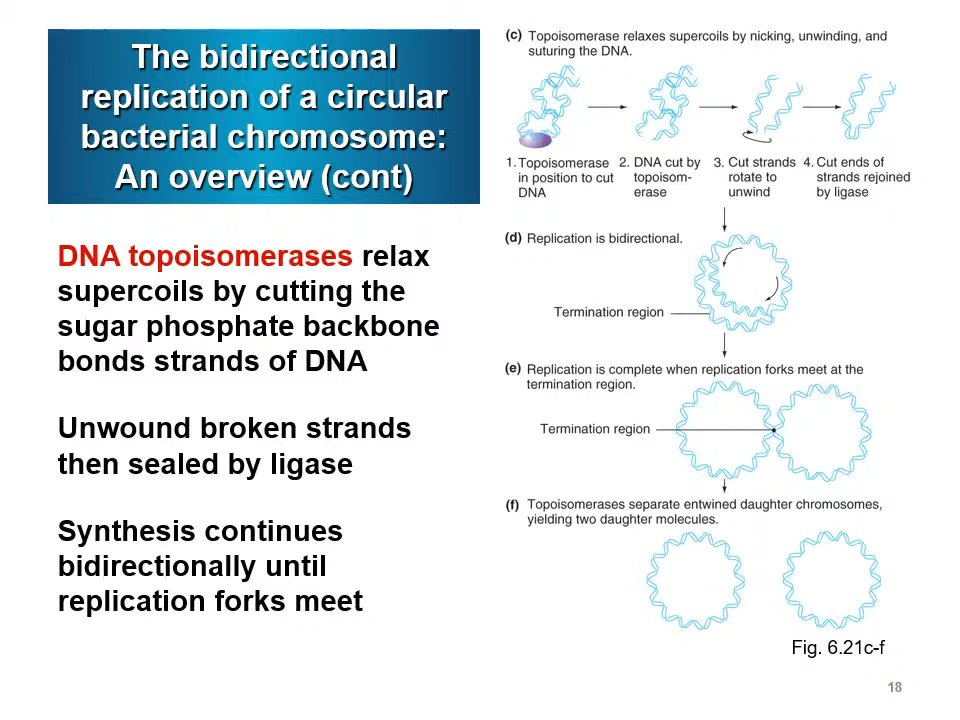 The bidirectional
replication of a circular
bacterial chromosome:
An overview (cont)
DNA topoisomerases relax
supercoils by cutting the
sugar phosphate backbone
bonds strands of DNA
Unwound broken strands
then sealed by ligase
Synthesis continues
bidirectionally until
replication forks meet
(c) Topoisomerase relaxes supercoils by nicking, unwinding, and
suturing the DNA.
1. Topoisomerase
in position to cut
DNA
2. DNA cut by
topoisom-
erase
3. Cut strands
rotate to
unwind
4. Cut ends of
strands rejoined
by ligase
(d) Replication is bidirectional.
Termination region
(e) Replication is complete when replication forks meet at the
termination region.
Termination region
(f) Topoisomerases separate entwined daughter chromosomes,
yielding two daughter molecules.
Fig. 6.21c-f
18